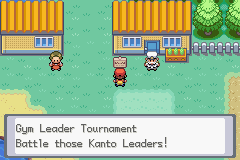 Gym Leader Tournament
Battle those Kanto Leaders!